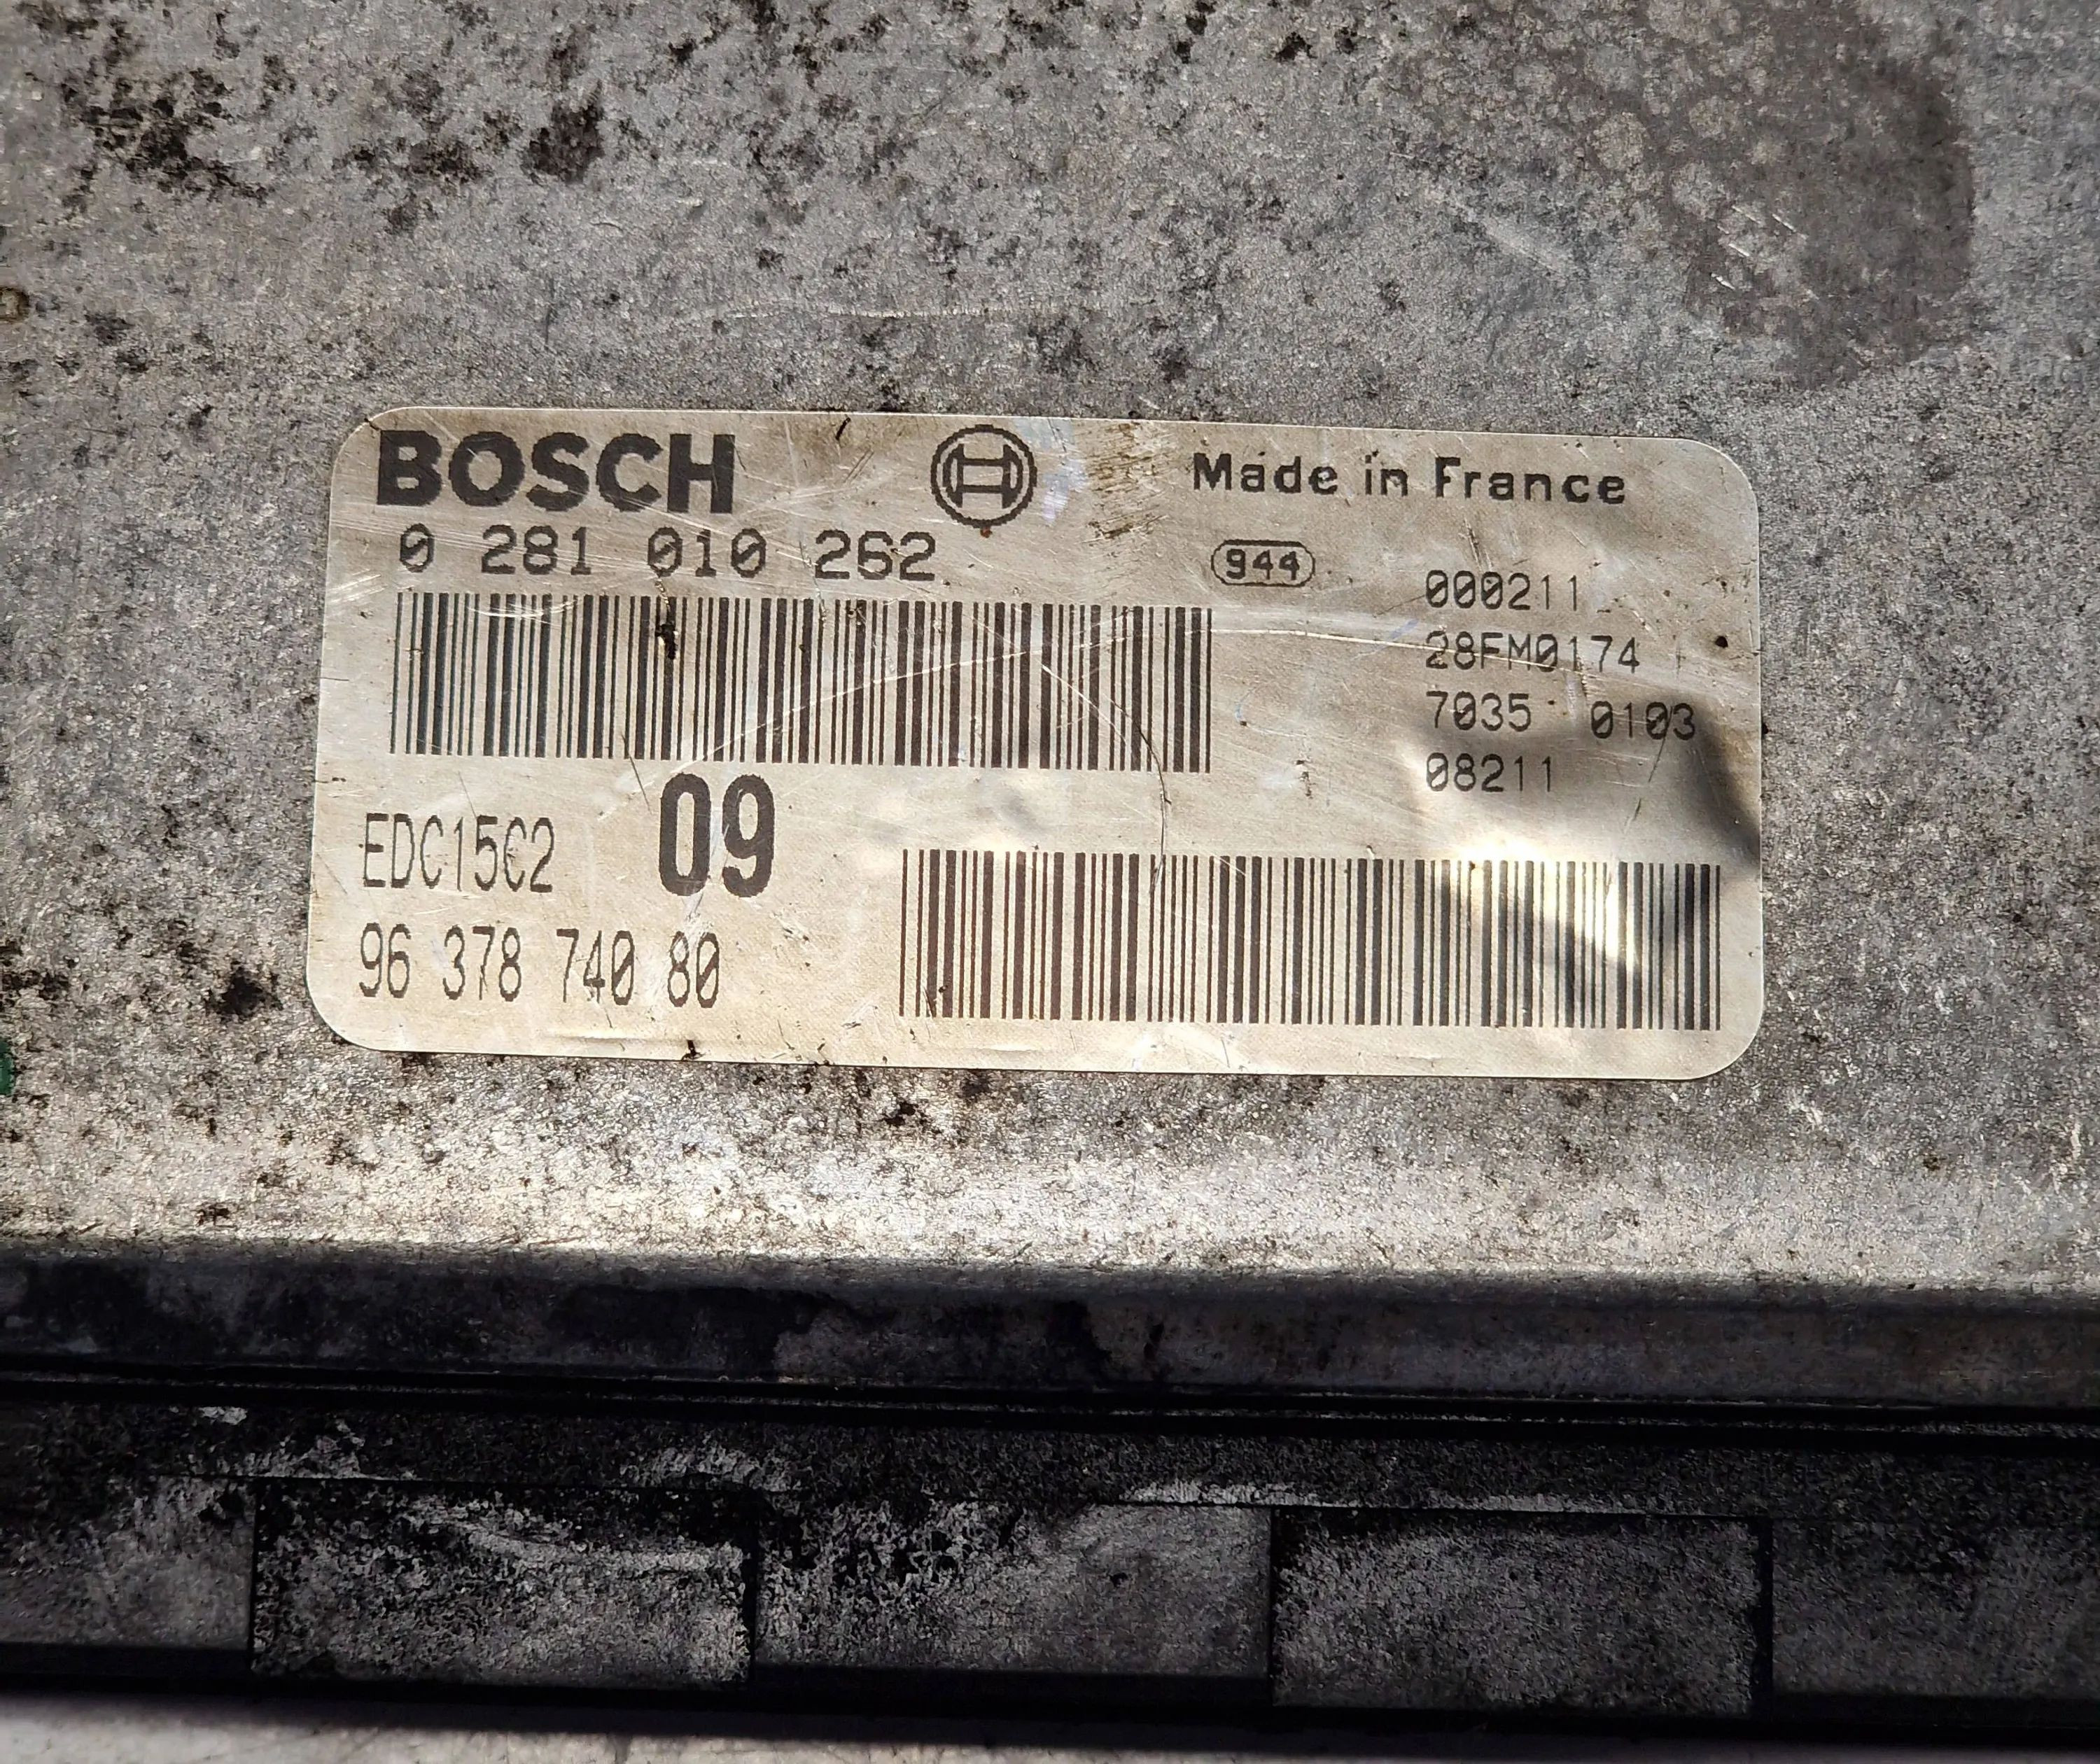 BOSCH
Made in France
0 281 010 262
944
000211
28FM0174
7035 0103
08211
EDC15C2 09
96 378 740 80